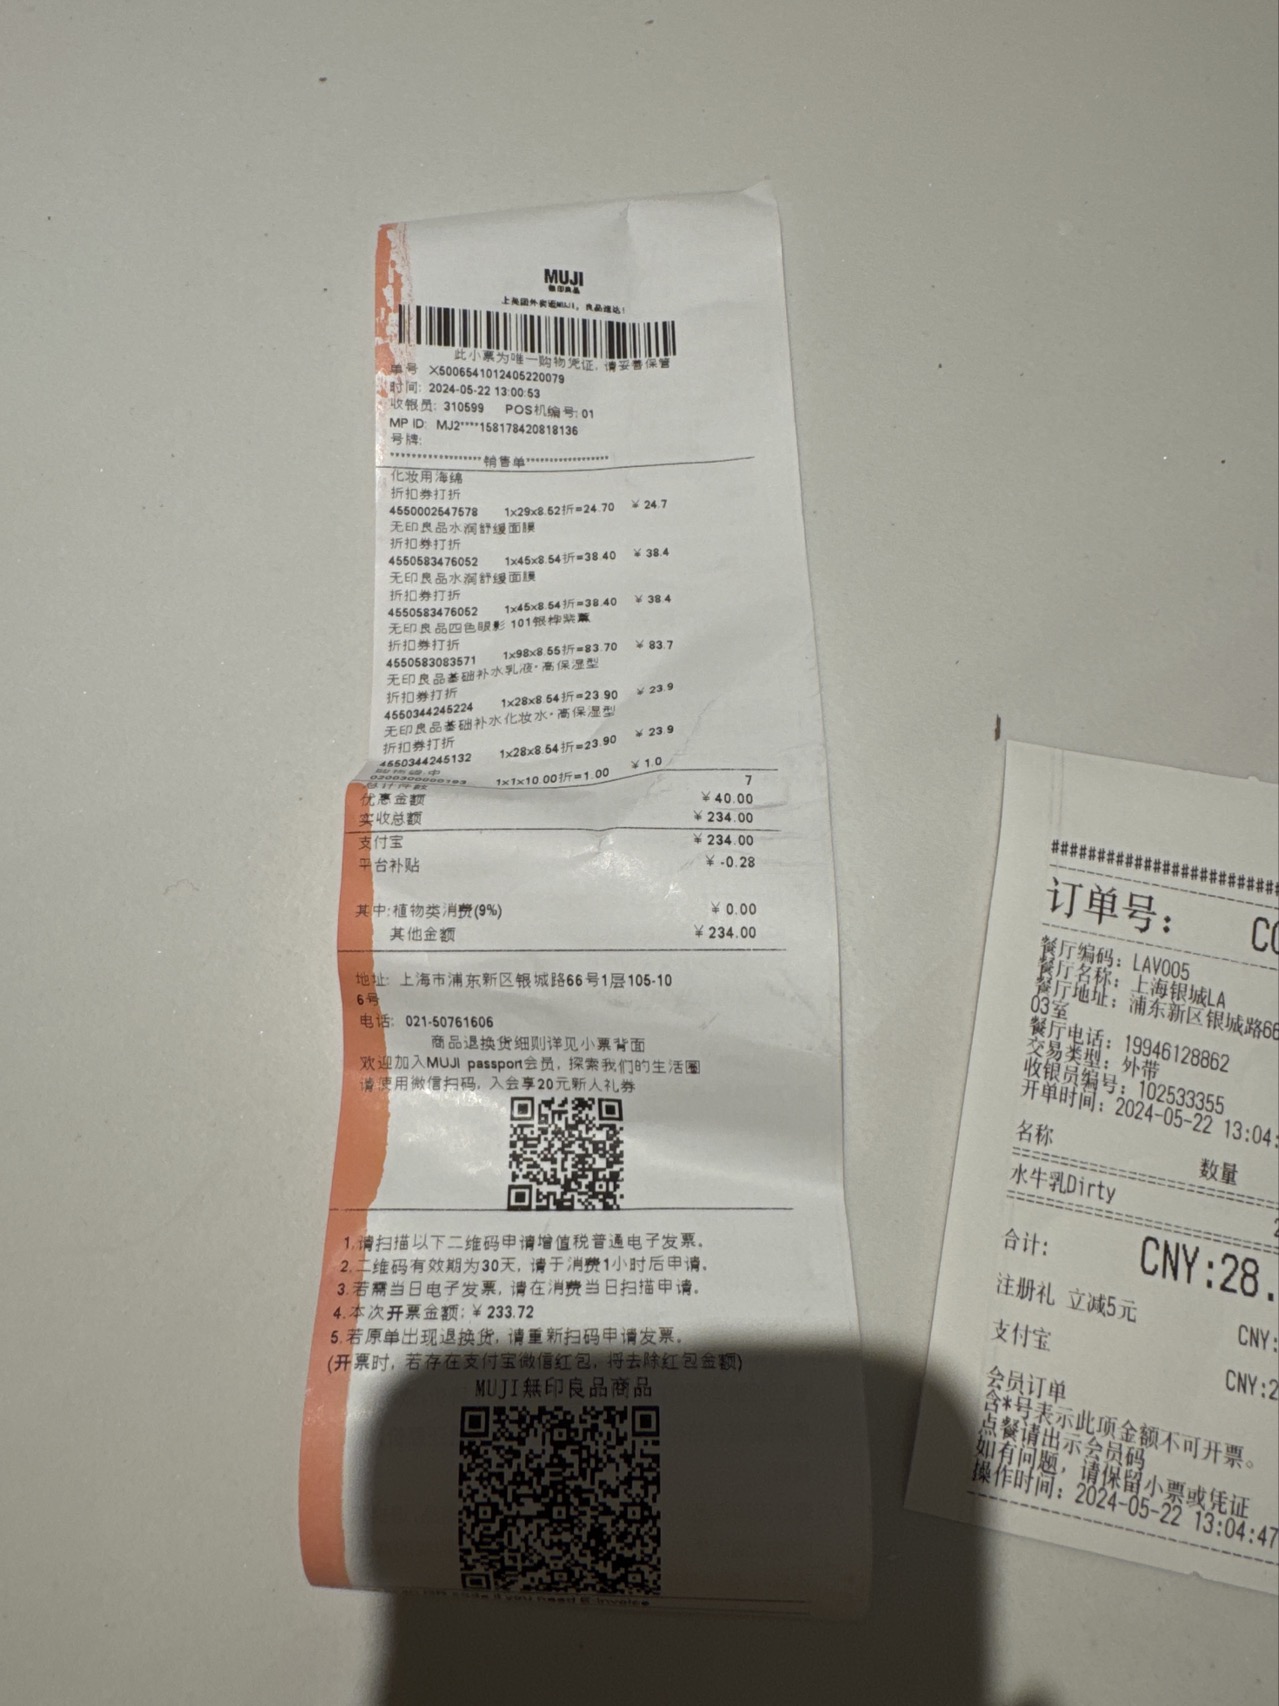 MUJI
無印良品
上美团外卖逛MUJI，良品速达！
此小票为唯一购物凭证，请妥善保管
单号 X5006541012405220079
时间: 2024-05-22 13:00:53
收银员: 310599 POS机编号: 01
MP ID: MJ2****158178420818136
号牌:
******************销售单******************
化妆用海绵
折扣券打折
4550002547578 1x29x8.52折=24.70 ￥24.7
无印良品水润舒缓面膜
折扣券打折
4550583476052 1x45x8.54折=38.40 ￥38.4
无印良品水润舒缓面膜
折扣券打折
4550583476052 1x45x8.54折=38.40 ￥38.4
无印良品四色眼影 101银桦紫薰
折扣券打折
4550583083571 1x98x8.55折=83.70 ￥83.7
无印良品基础补水乳液·高保湿型
折扣券打折
4550344245224 1x28x8.54折=23.90 ￥23.9
无印良品基础补水化妆水·高保湿型
折扣券打折
4550344245132 1x28x8.54折=23.90 ￥23.9
0200300000193 1x1x10.00折=1.00 ￥1.0
总计件数 7
优惠金额 ￥40.00
实收总额 ￥234.00
支付宝 ￥234.00
平台补贴 ￥-0.28
其中:植物类消费(9%) ￥0.00
其他金额 ￥234.00
地址: 上海市浦东新区银城路66号1层105-10
6号
电话: 021-50761606
商品退换货细则详见小票背面
欢迎加入MUJI passport会员，探索我们的生活圈
请使用微信扫码，入会享20元新人礼券
1.请扫描以下二维码申请增值税普通电子发票。
2.二维码有效期为30天，请于消费1小时后申请。
3.若需当日电子发票，请在消费当日扫描申请。
4.本次开票金额: ￥233.72
5.若原单出现退换货，请重新扫码申请发票。
(开票时，若存在支付宝微信红包，将去除红包金额)
MUJI無印良品商品
##########################
订单号:
餐厅编码: LAV005
餐厅名称: 上海银城LA
餐厅地址: 浦东新区银城路66
03室
餐厅电话: 19946128862
交易类型: 外带
收银员编号: 102533355
开单时间: 2024-05-22 13:04:
名称 数量
水牛乳Dirty
合计: CNY:28.
注册礼 立减5元 CNY:
支付宝 CNY:2
会员订单
含*号表示此项金额不可开票。
点餐请出示会员码
如有问题，请保留小票或凭证
操作时间: 2024-05-22 13:04:47